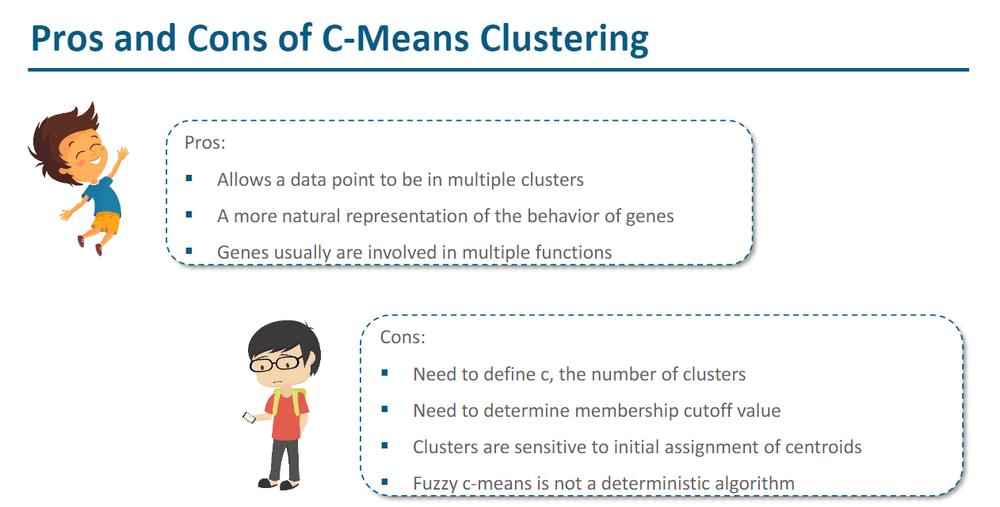 Pros and Cons of C-Means Clustering
Pros:
▪ Allows a data point to be in multiple clusters
▪ A more natural representation of the behavior of genes
▪ Genes usually are involved in multiple functions
Cons:
▪ Need to define c, the number of clusters
▪ Need to determine membership cutoff value
▪ Clusters are sensitive to initial assignment of centroids
▪ Fuzzy c-means is not a deterministic algorithm